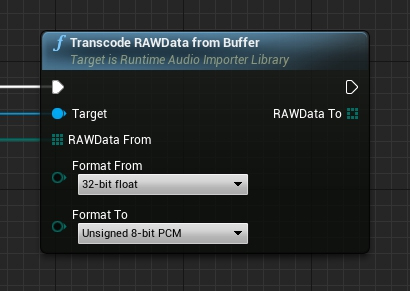 f Transcode RAWData from Buffer
Target is Runtime Audio Importer Library
Target
RAWData To
RAWData From
Format From
32-bit float
Format To
Unsigned 8-bit PCM